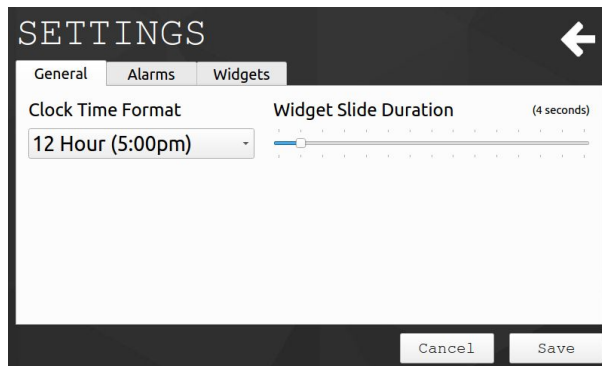 SETTINGS
General Alarms Widgets
Clock Time Format Widget Slide Duration (4 seconds)
12 Hour (5:00pm)
Cancel Save